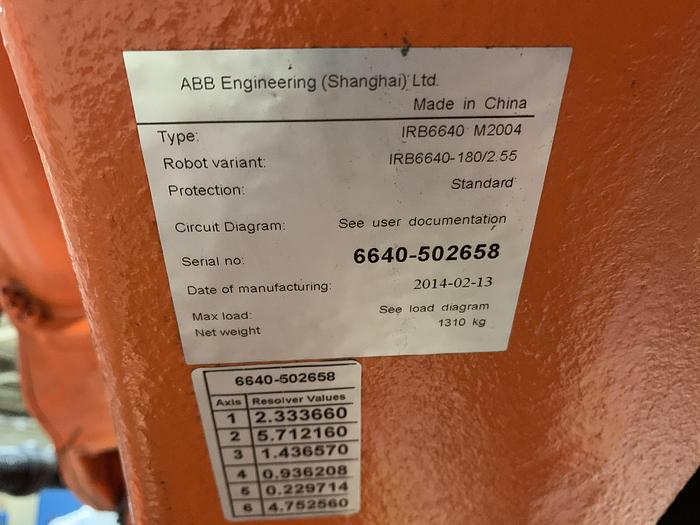 ABB Engineering (Shanghai) Ltd.
Made in China
Type: IRB6640 M2004
Robot variant: IRB6640-180/2.55
Protection: Standard
Circuit Diagram: See user documentation
Serial no: 6640-502658
Date of manufacturing: 2014-02-13
Max load: See load diagram
Net weight 1310 kg
6640-502658
Axis Resolver Values
1 2.333660
2 5.712160
3 1.436570
4 0.936208
5 0.229714
6 4.752560